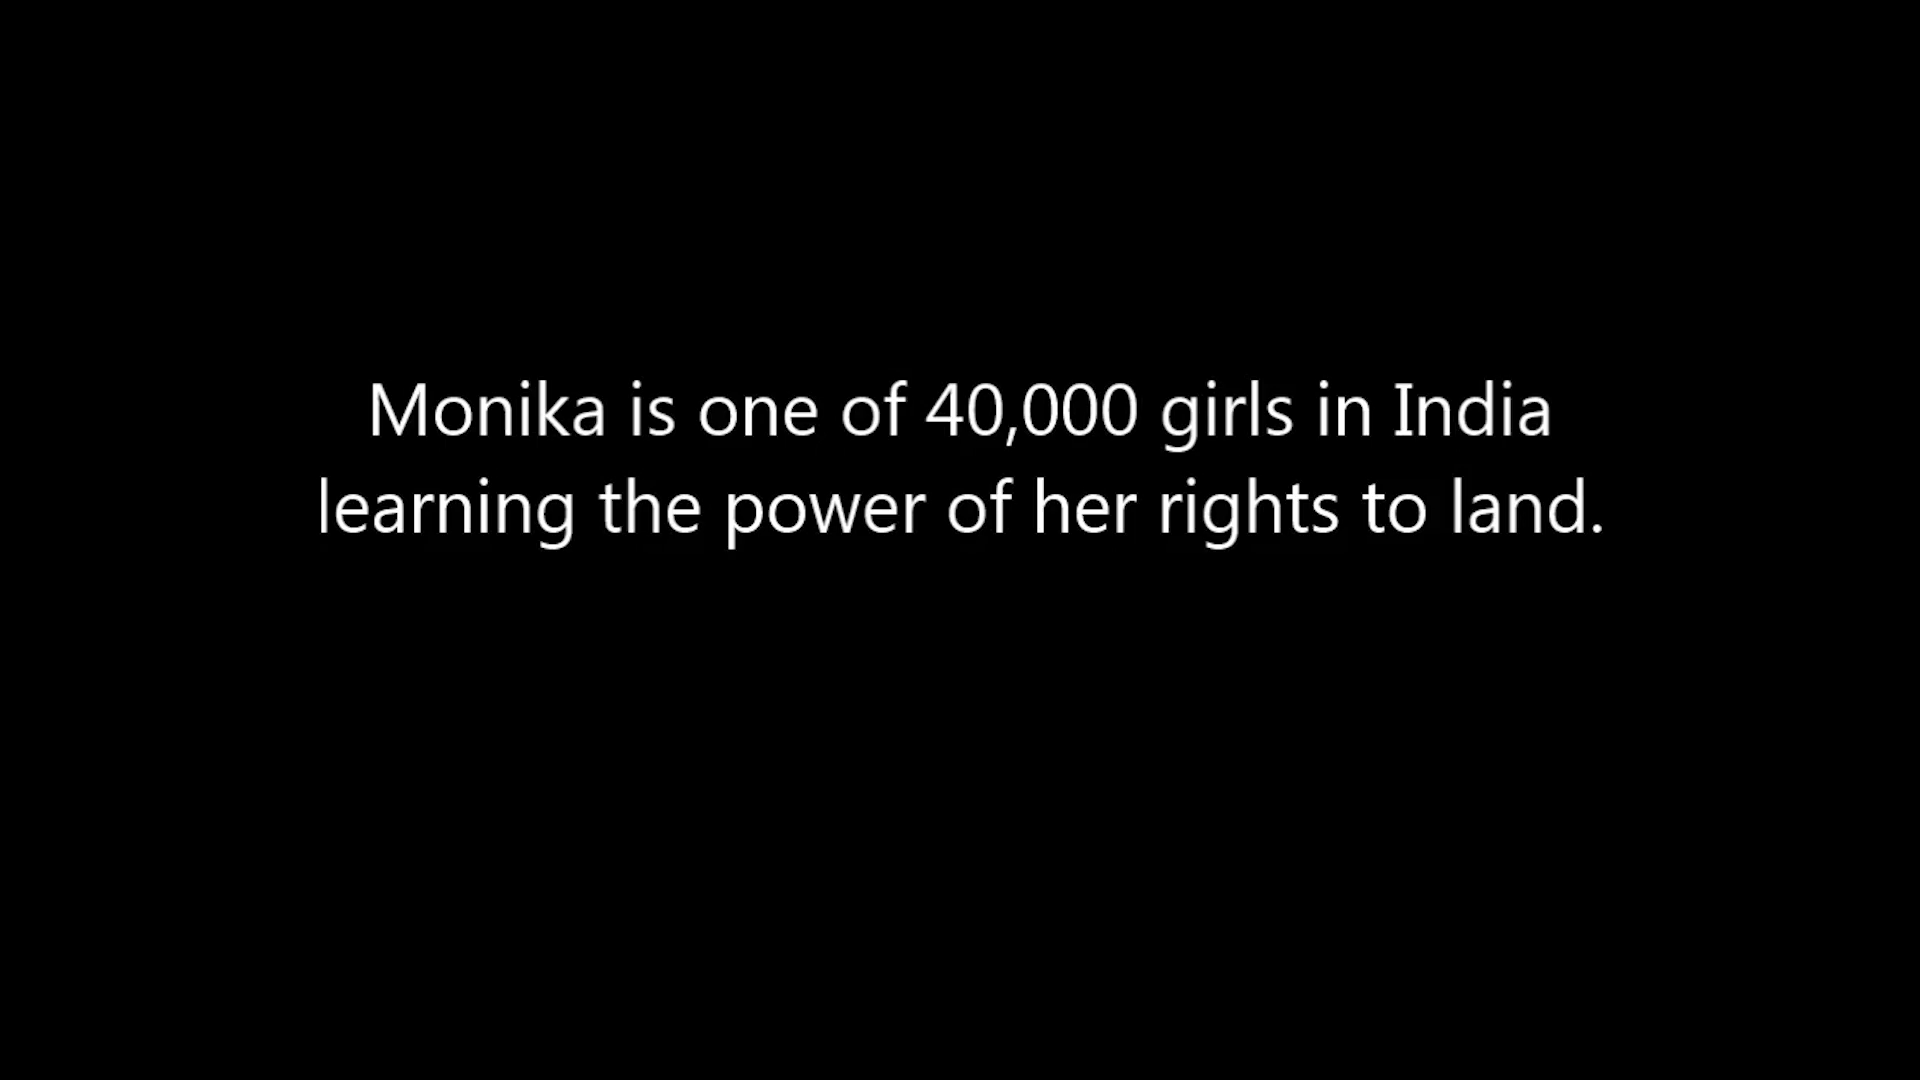 Monika is one of 40,000 girls in India
learning the power of her rights to land.